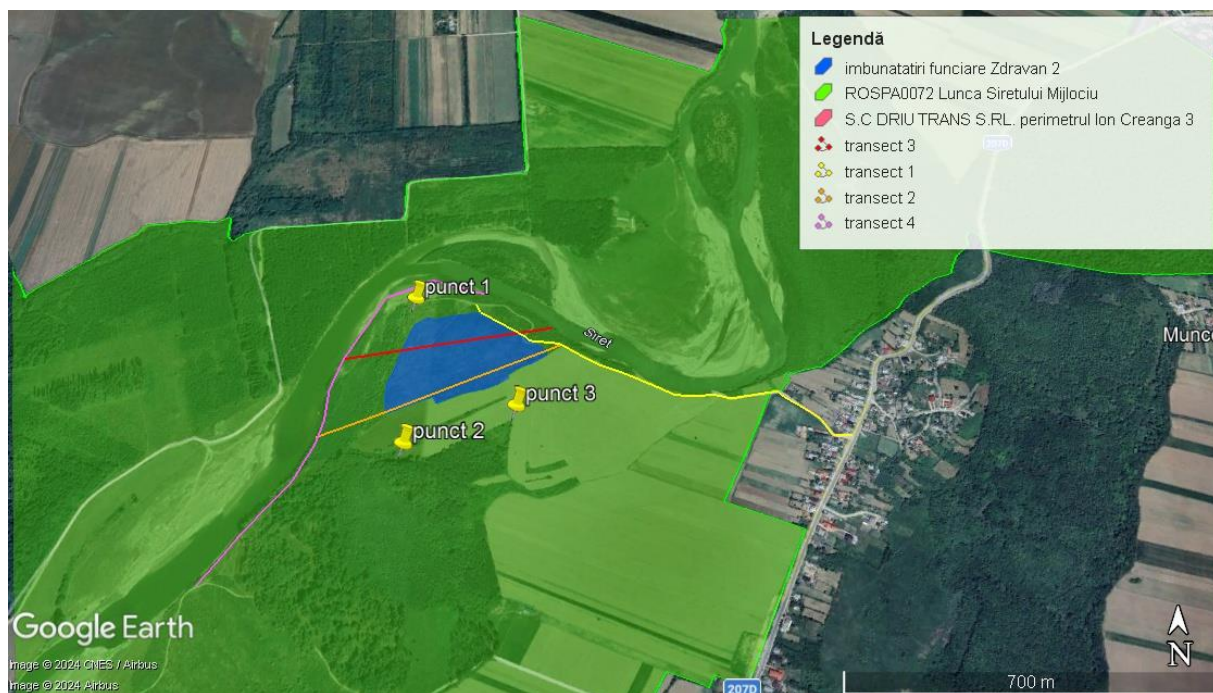 Legendă
imbunatatiri funciare Zdravan 2
ROSPA0072 Lunca Siretului Mijlociu
S.C DRIU TRANS S.RL. perimetrul Ion Creanga 3
transect 3
transect 1
transect 2
transect 4
207D
punct 1
Siret
punct 3
punct 2
Google Earth
Image © 2024 CNES / Airbus
Image © 2024 Airbus
207D
700 m
N